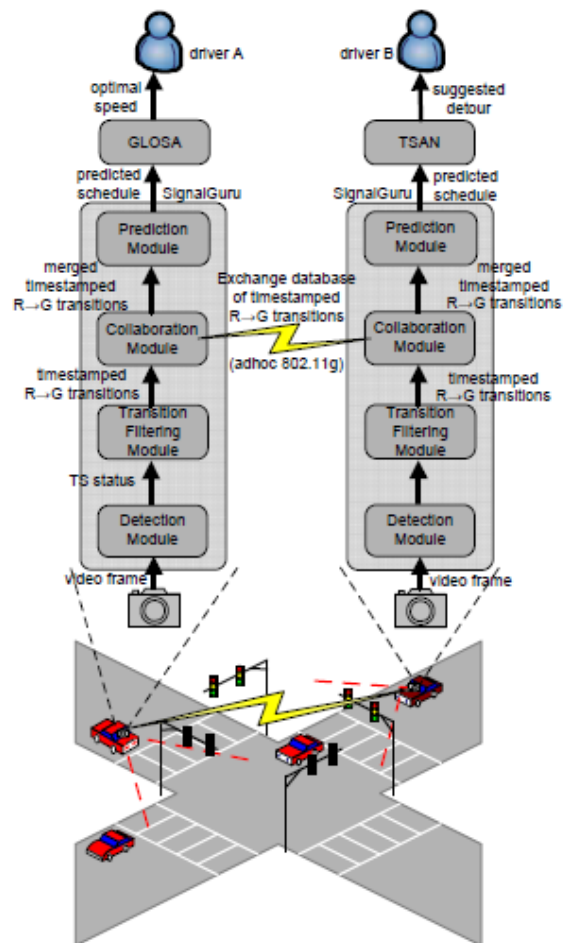 driver A
driver B
optimal
speed
suggested
detour
GLOSA
TSAN
predicted
schedule
SignalGuru
SignalGuru
predicted
schedule
Prediction
Module
Prediction
Module
merged
timestamped
R→G transitions
Exchange database
of timestamped
R→G transitions
merged
timestamped
R→G transitions
Collaboration
Module
Collaboration
Module
(adhoc 802.11g)
timestamped
R→G transitions
timestamped
R→G transitions
Transition
Filtering
Module
Transition
Filtering
Module
TS status
Detection
Module
Detection
Module
video frame
video frame